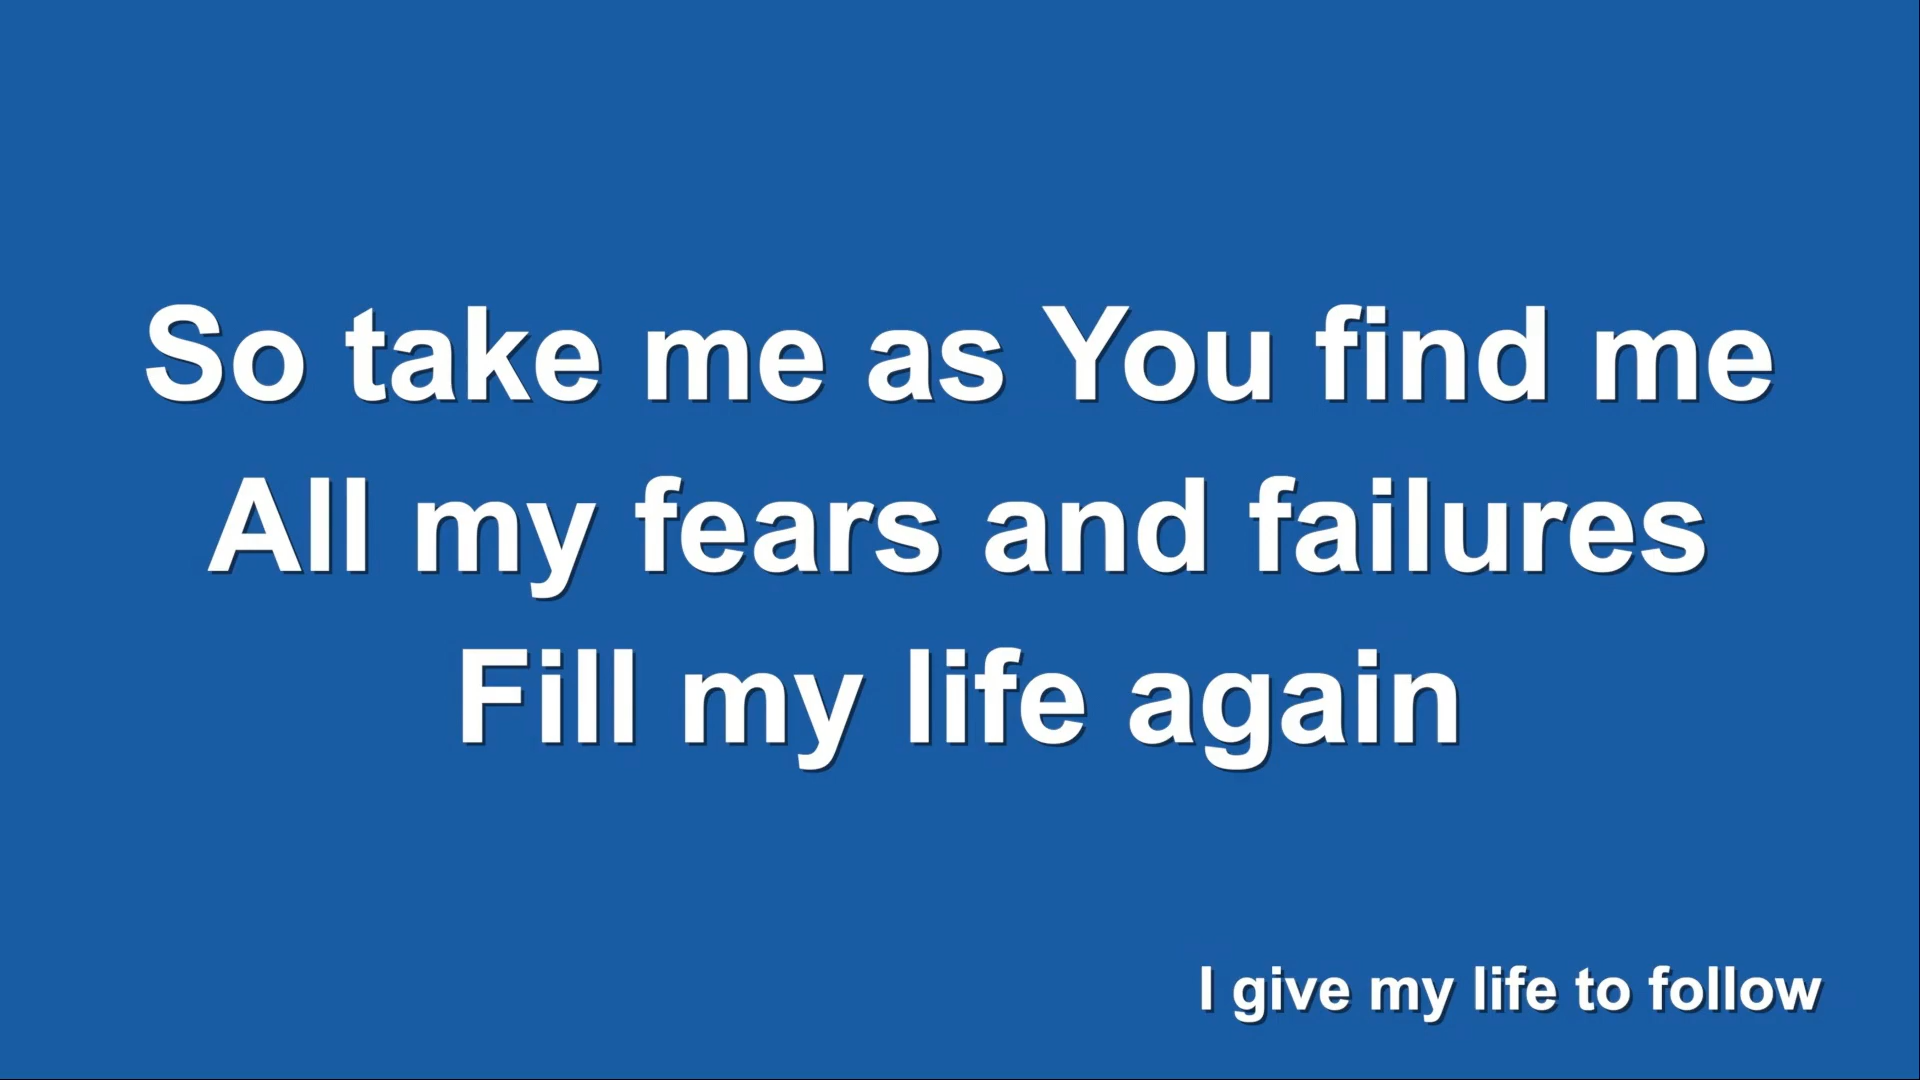 So take me as You find me
All my fears and failures
Fill my life again
I give my life to follow